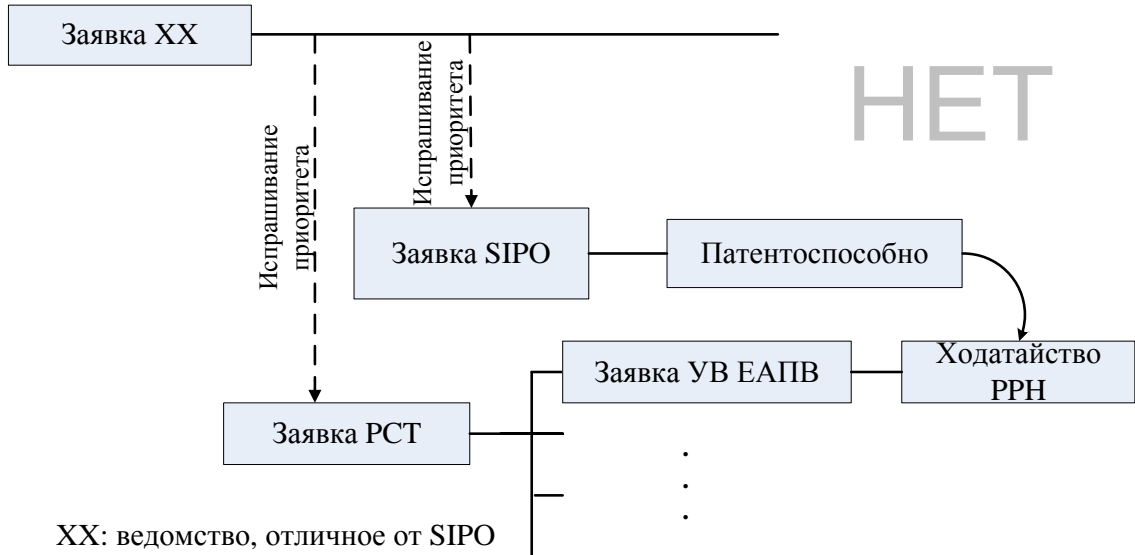 Заявка XX
НЕТ
Испрашивание
приоритета
Испрашивание
приоритета
Заявка SIPO
Патентоспособно
Заявка УВ ЕАПВ
Ходатайство
PPH
Заявка PCT
XX: ведомство, отличное от SIPO